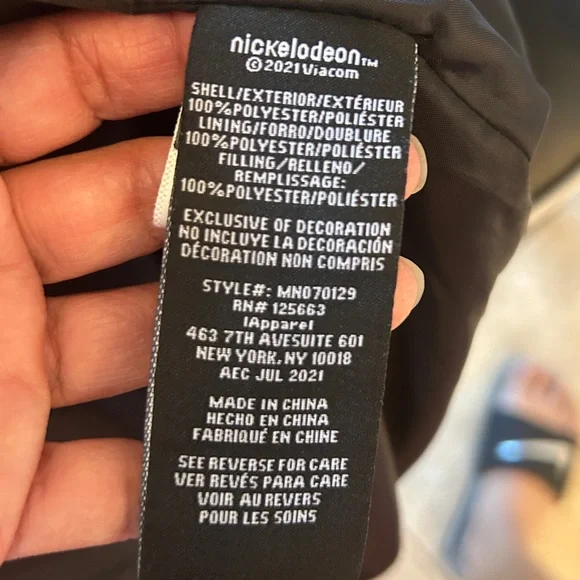 nickelodeon™
©2021 Viacom
SHELL/EXTERIOR/EXTÉRIEUR
100%POLYESTER/POLIÉSTER
LINING/FORRO/DOUBLURE
100%POLYESTER/POLIÉSTER
FILLING/RELLENO/
REMPLISSAGE:
100%POLYESTER/POLIÉSTER
EXCLUSIVE OF DECORATION
NO INCLUYE LA DECORACIÓN
DÉCORATION NON COMPRIS
STYLE#: MN070129
RN# 125663
IApparel
463 7TH AVESUITE 601
NEW YORK, NY 10018
AEC JUL 2021
MADE IN CHINA
HECHO EN CHINA
FABRIQUÉ EN CHINE
SEE REVERSE FOR CARE
VER REVÉS PARA CARE
VOIR AU REVERS
POUR LES SOINS